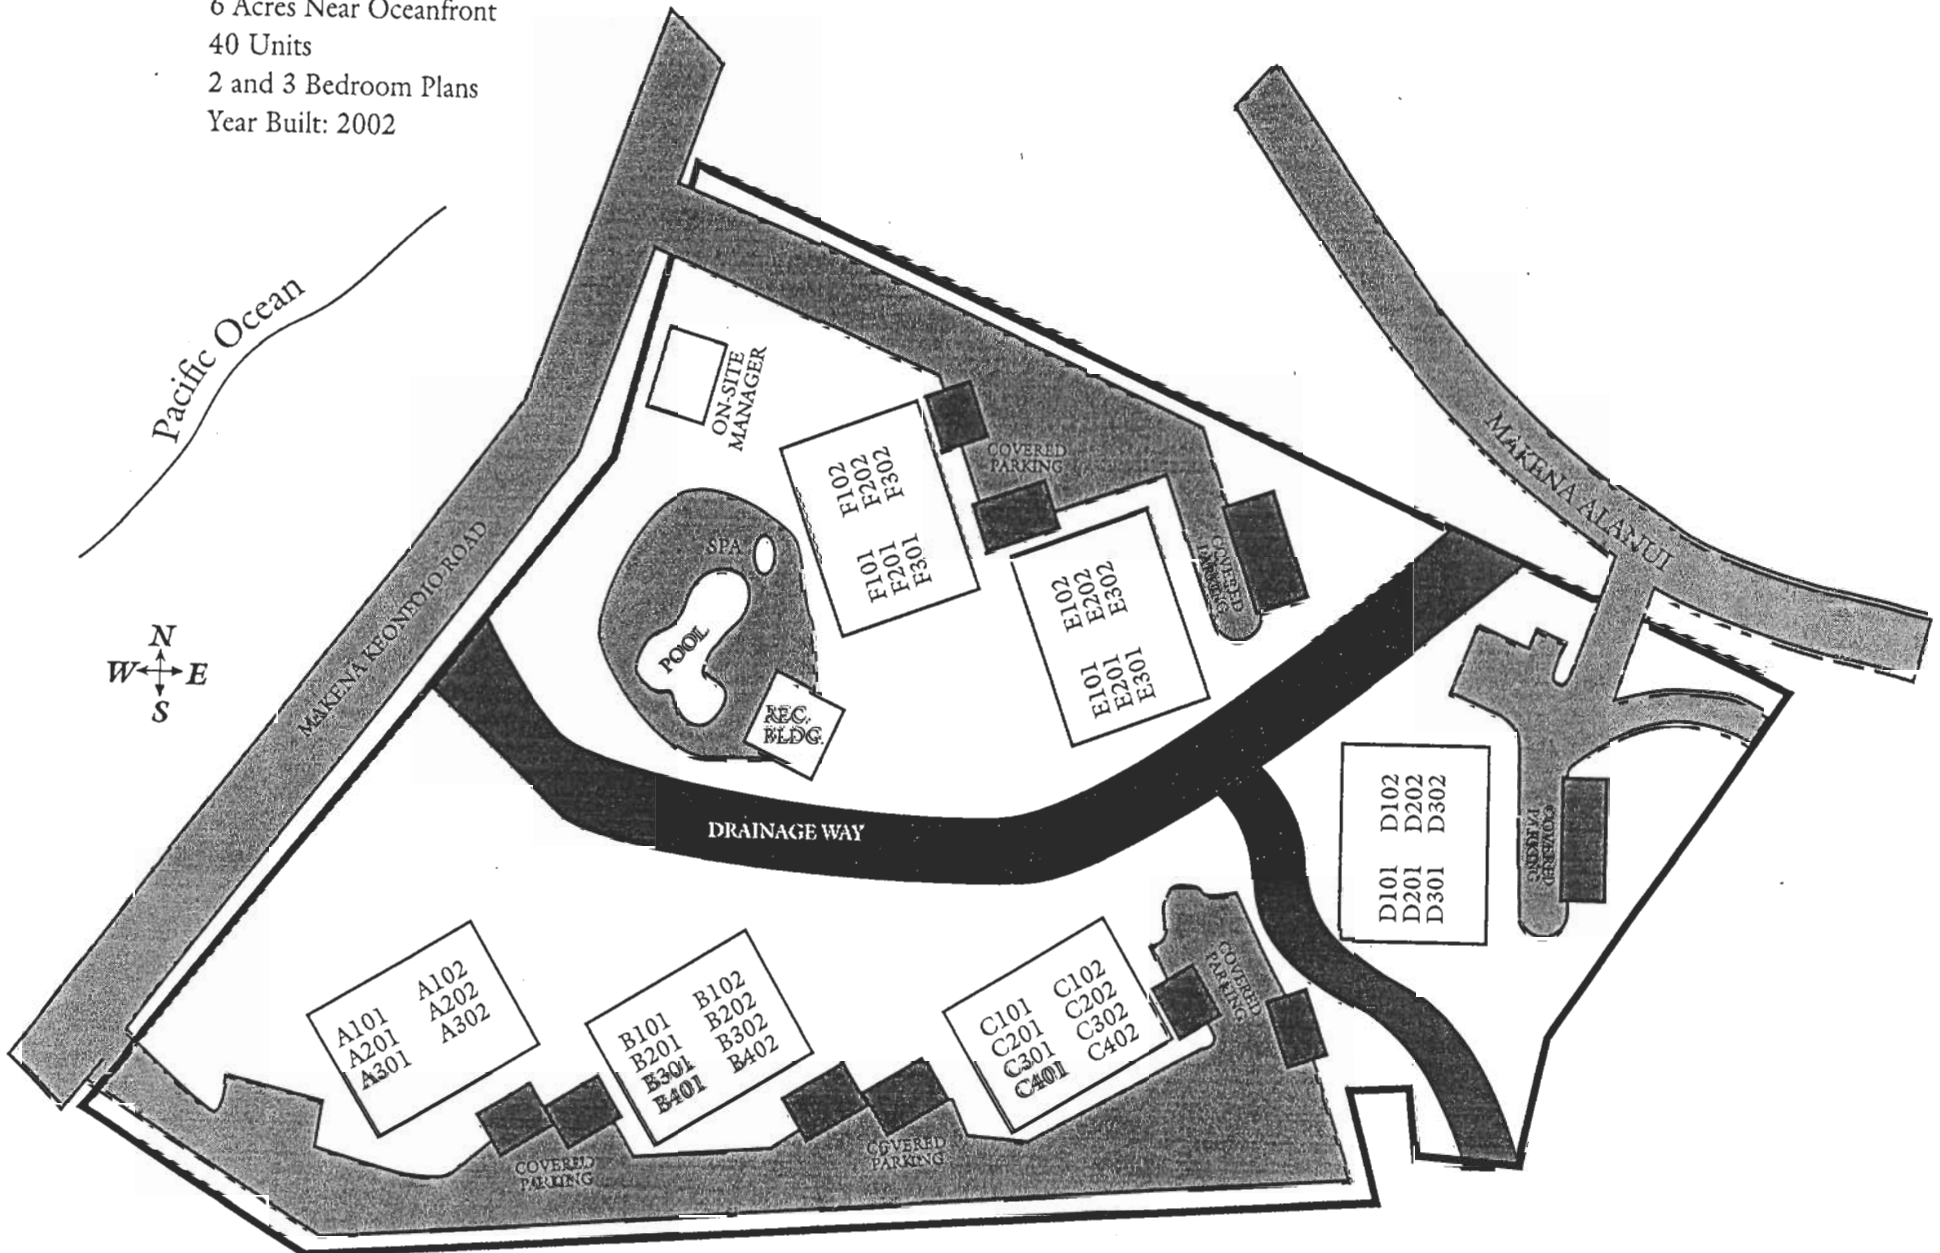 6 Acres Near Oceanfront
40 Units
2 and 3 Bedroom Plans
Year Built: 2002
Pacific Ocean
MAKENA KEONEOIO ROAD
MAKENA ALANUI
N
W E
S
ON-SITE
MANAGER
SPA
POOL
REC.
BLDG.
COVERED
PARKING
F102
F202
F302
F101
F201
F301
E102
E202
E302
E101
E201
E301
COVERED
PARKING
DRAINAGE WAY
D102
D202
D302
D101
D201
D301
COVERED
PARKING
A101 A102
A201 A202
A301 A302
B101 B102
B201 B202
B301 B302
B401 B402
C101 C102
C201 C202
C301 C302
C401 C402
COVERED
PARKING
COVERED
PARKING
COVERED
PARKING